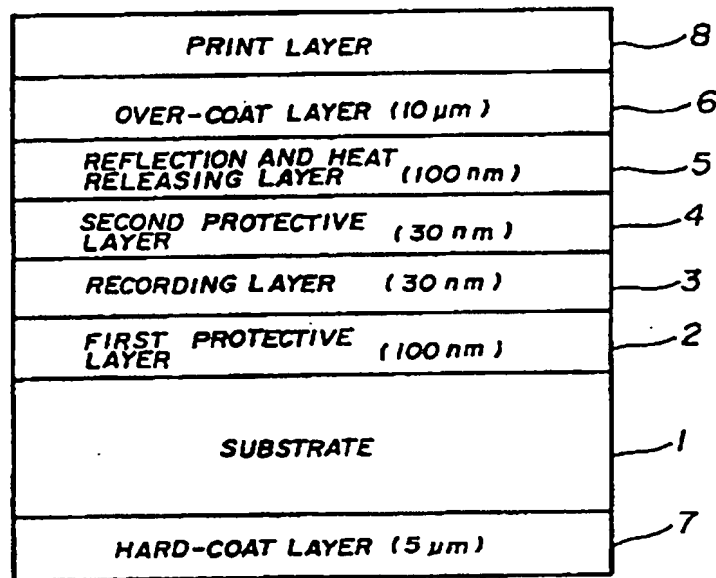 PRINT LAYER 8
OVER-COAT LAYER (10 μm) 6
REFLECTION AND HEAT
RELEASING LAYER (100 nm) 5
SECOND PROTECTIVE
LAYER (30 nm) 4
RECORDING LAYER (30 nm) 3
FIRST PROTECTIVE
LAYER (100 nm) 2
SUBSTRATE 1
HARD-COAT LAYER (5 μm) 7